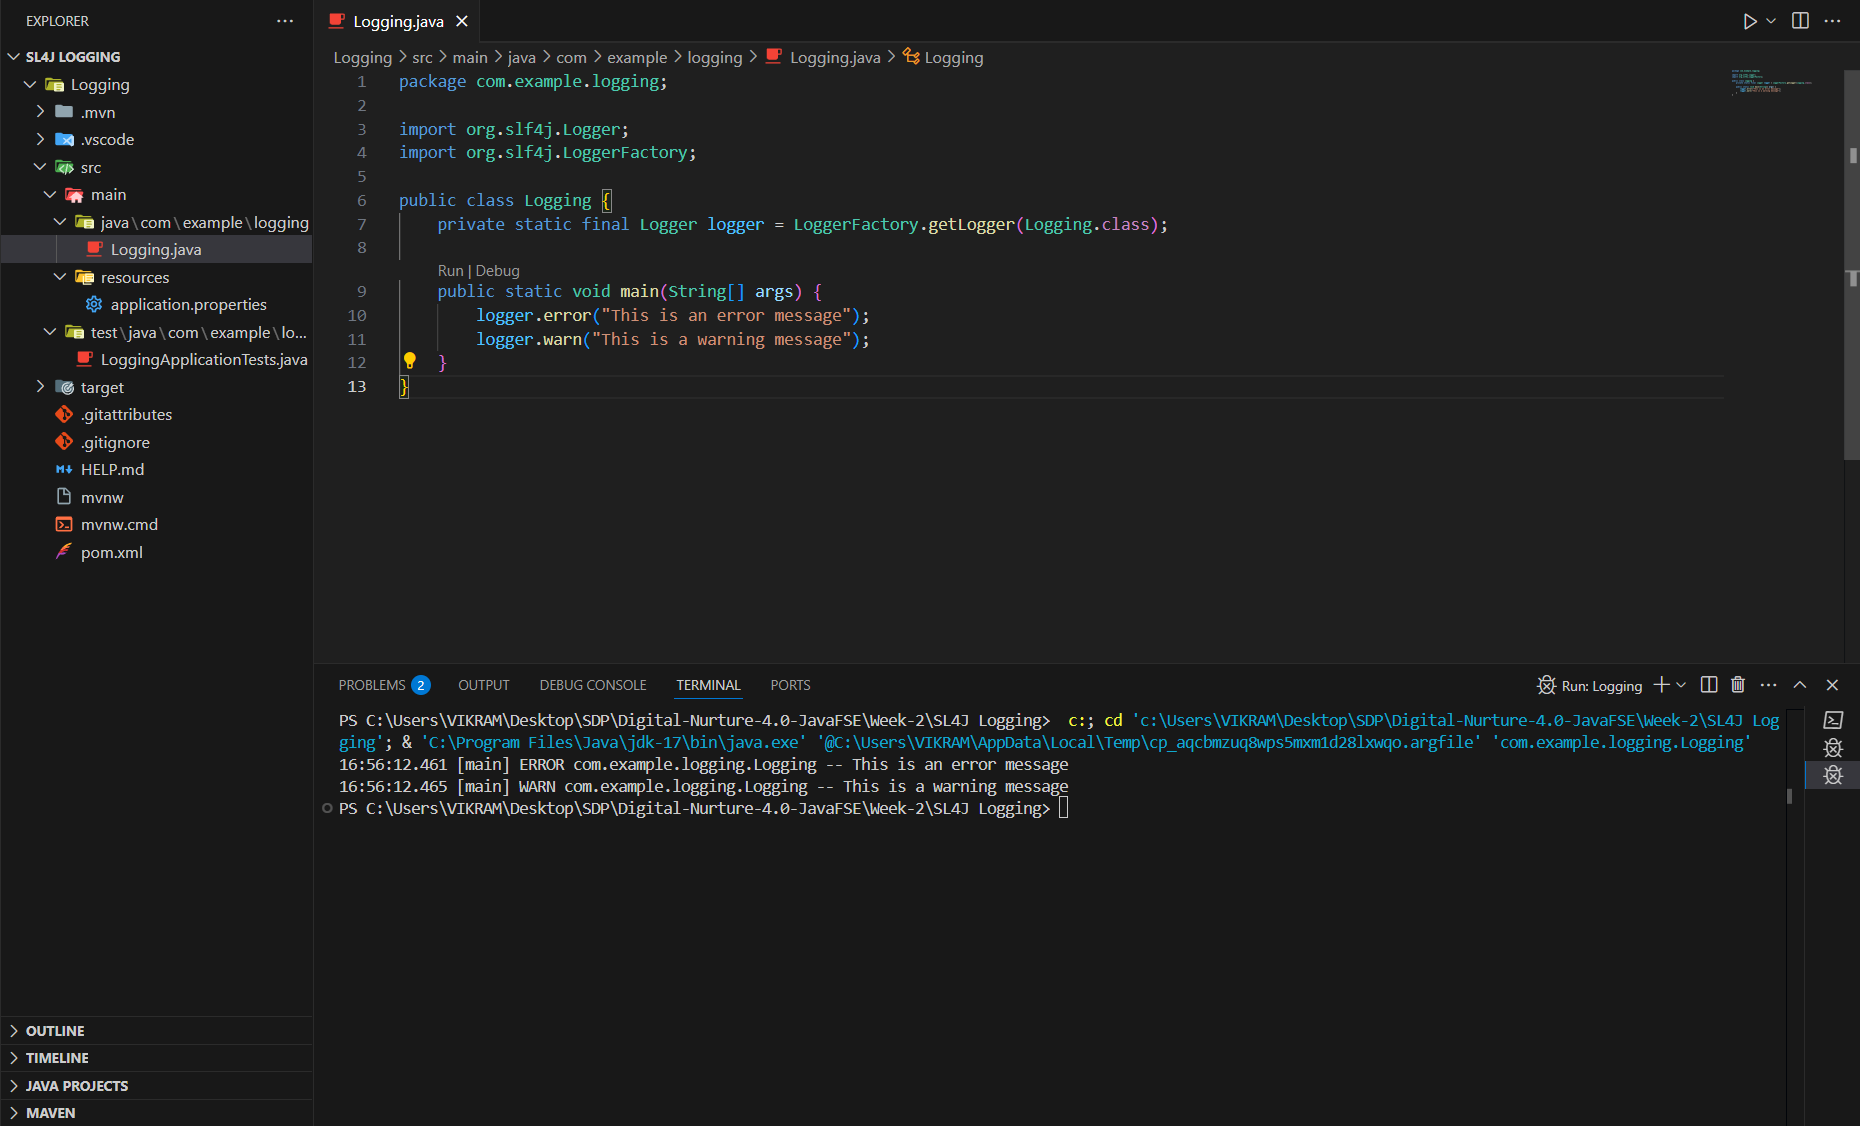 EXPLORER
SL4J LOGGING
Logging
.mvn
.vscode
src
main
java\com\example\logging
Logging.java
resources
application.properties
test\java\com\example\lo...
LoggingApplicationTests.java
target
.gitattributes
.gitignore
HELP.md
mvnw
mvnw.cmd
pom.xml
OUTLINE
TIMELINE
JAVA PROJECTS
MAVEN
Logging.java
Logging > src > main > java > com > example > logging > Logging.java > Logging
1 package com.example.logging;
2
3 import org.slf4j.Logger;
4 import org.slf4j.LoggerFactory;
5
6 public class Logging {
7 private static final Logger logger = LoggerFactory.getLogger(Logging.class);
8
Run | Debug
9 public static void main(String[] args) {
10 logger.error("This is an error message");
11 logger.warn("This is a warning message");
12 }
13 }
PROBLEMS 2 OUTPUT DEBUG CONSOLE TERMINAL PORTS
Run: Logging
PS C:\Users\VIKRAM\Desktop\SDP\Digital-Nurture-4.0-JavaFSE\Week-2\SL4J Logging> c:; cd 'c:\Users\VIKRAM\Desktop\SDP\Digital-Nurture-4.0-JavaFSE\Week-2\SL4J Log
ging'; & 'C:\Program Files\Java\jdk-17\bin\java.exe' '@C:\Users\VIKRAM\AppData\Local\Temp\cp_aqcbmzuq8wps5mxm1d28lxwqo.argfile' 'com.example.logging.Logging'
16:56:12.461 [main] ERROR com.example.logging.Logging -- This is an error message
16:56:12.465 [main] WARN com.example.logging.Logging -- This is a warning message
PS C:\Users\VIKRAM\Desktop\SDP\Digital-Nurture-4.0-JavaFSE\Week-2\SL4J Logging>